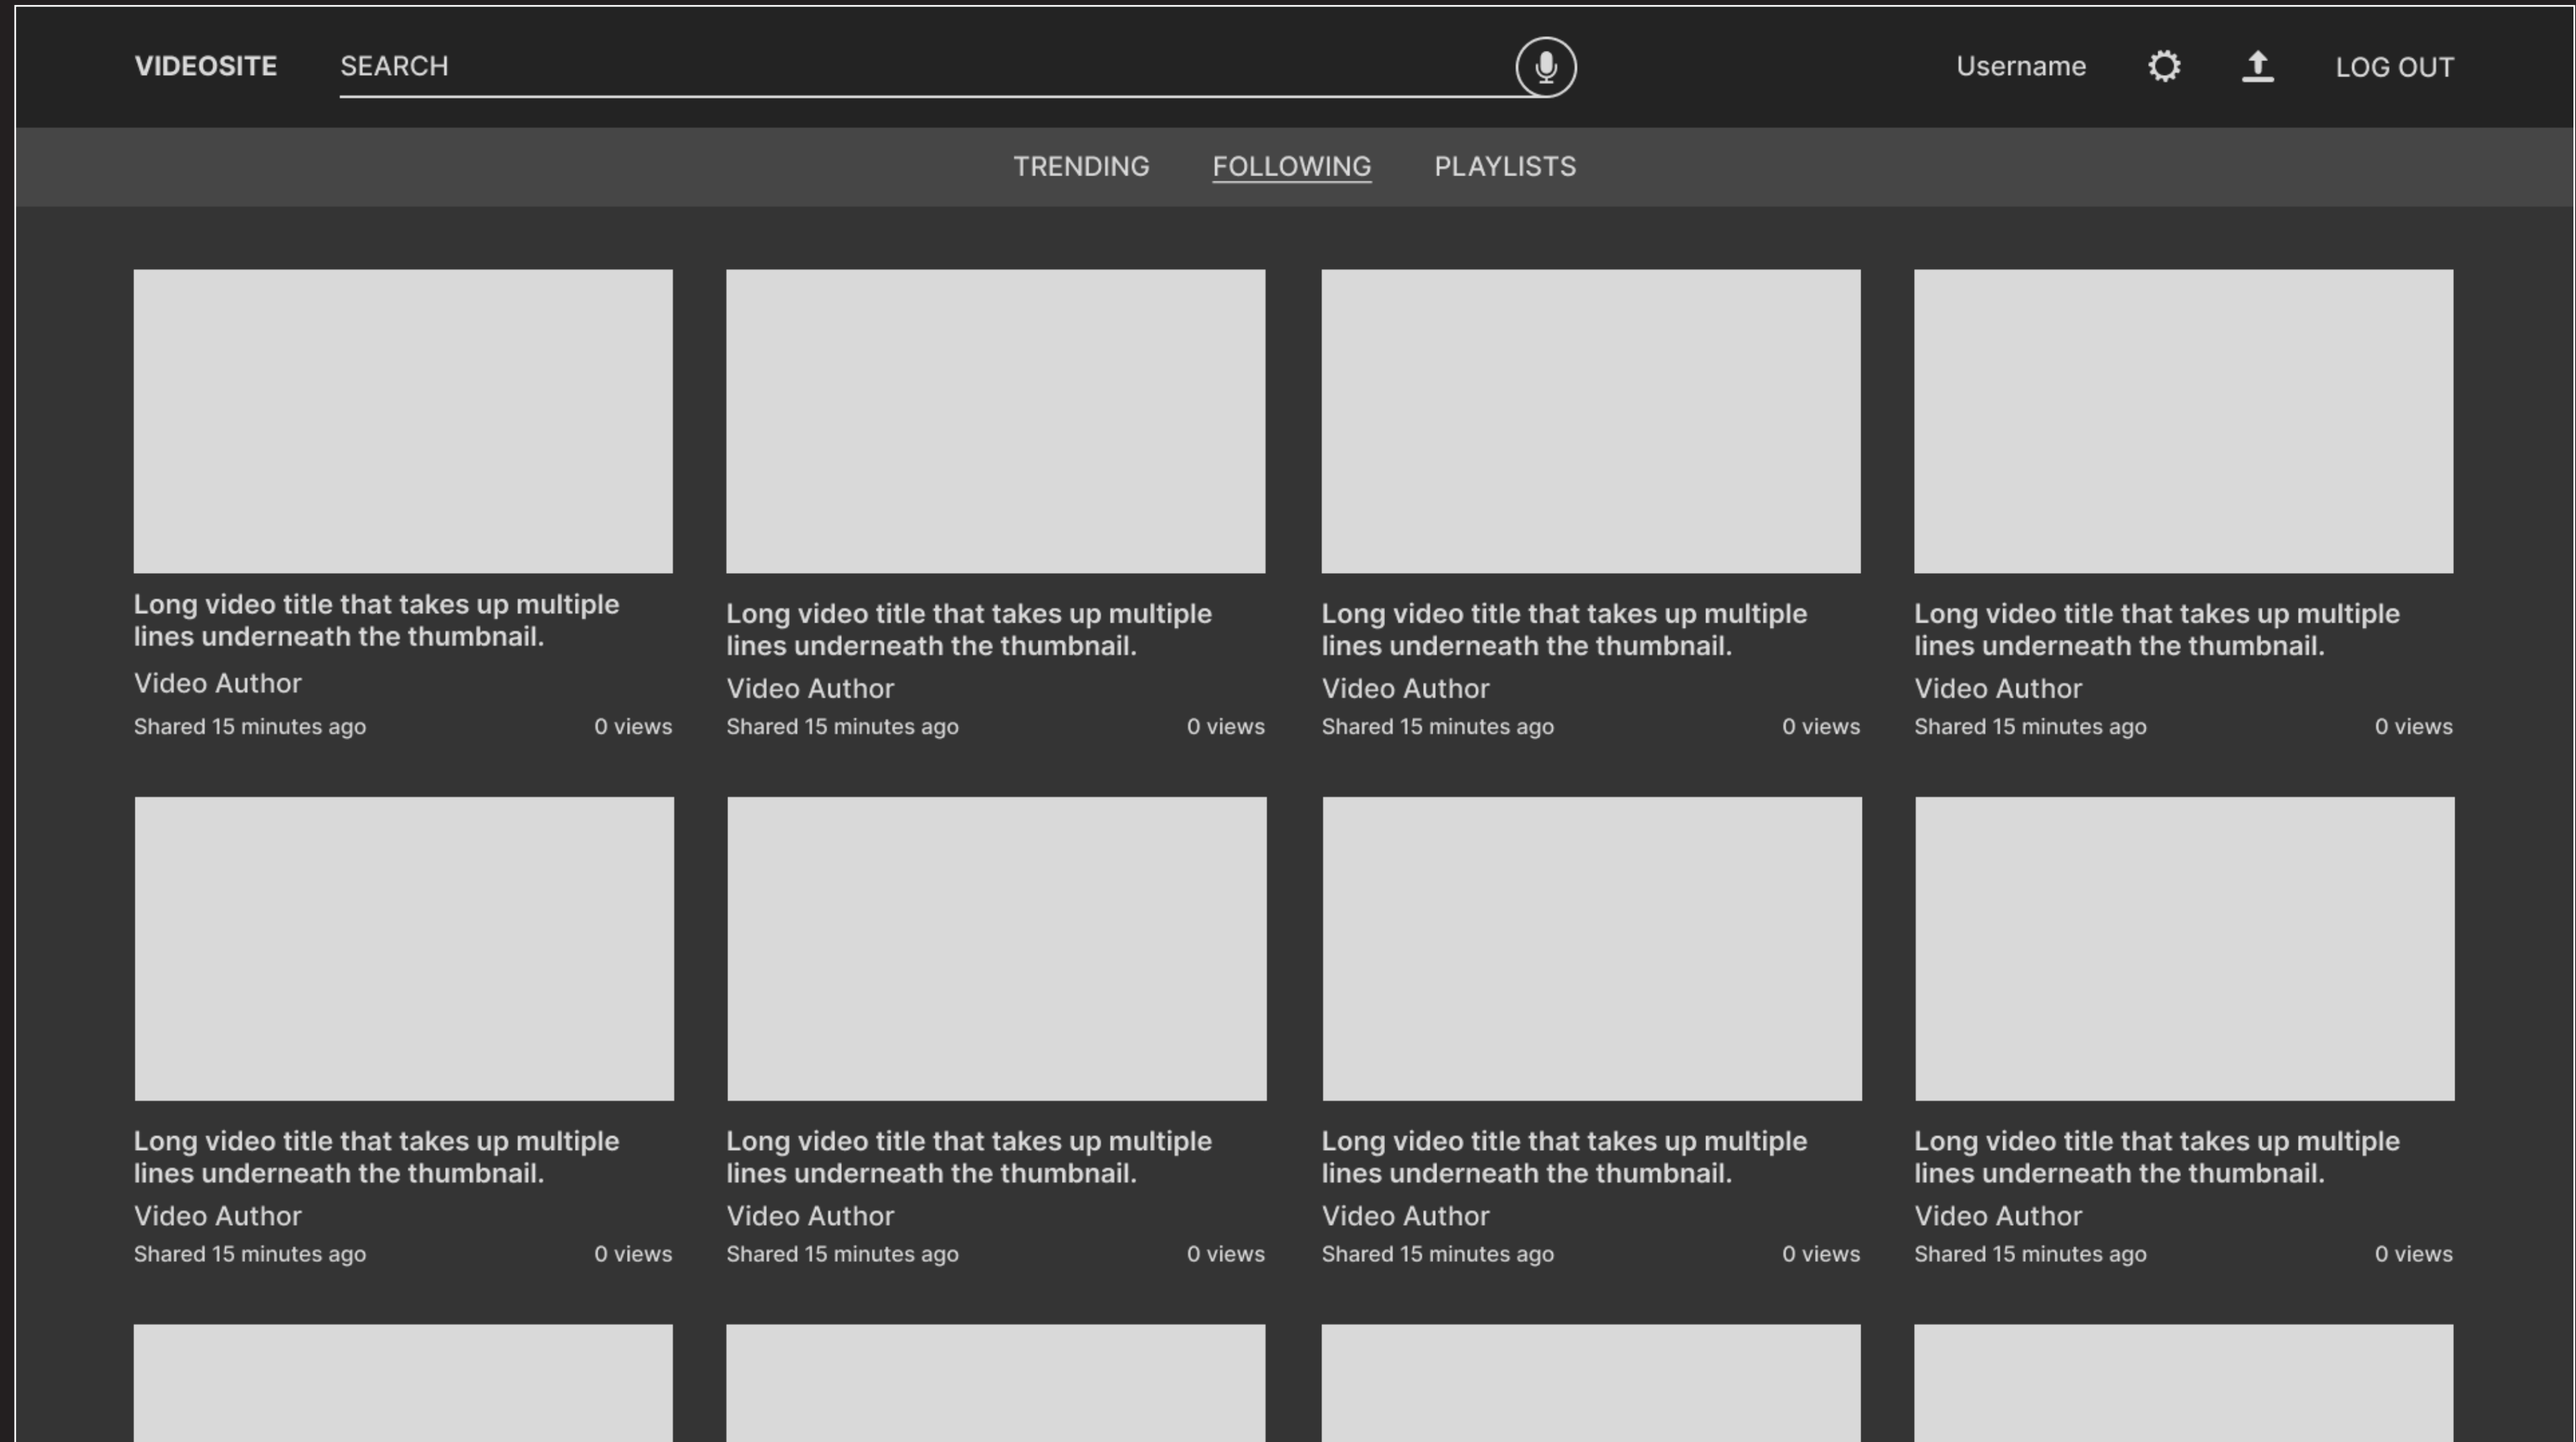 VIDEOSITE SEARCH Username LOG OUT
TRENDING FOLLOWING PLAYLISTS
Long video title that takes up multiple
lines underneath the thumbnail.
Video Author
Shared 15 minutes ago 0 views
Long video title that takes up multiple
lines underneath the thumbnail.
Video Author
Shared 15 minutes ago 0 views
Long video title that takes up multiple
lines underneath the thumbnail.
Video Author
Shared 15 minutes ago 0 views
Long video title that takes up multiple
lines underneath the thumbnail.
Video Author
Shared 15 minutes ago 0 views
Long video title that takes up multiple
lines underneath the thumbnail.
Video Author
Shared 15 minutes ago 0 views
Long video title that takes up multiple
lines underneath the thumbnail.
Video Author
Shared 15 minutes ago 0 views
Long video title that takes up multiple
lines underneath the thumbnail.
Video Author
Shared 15 minutes ago 0 views
Long video title that takes up multiple
lines underneath the thumbnail.
Video Author
Shared 15 minutes ago 0 views